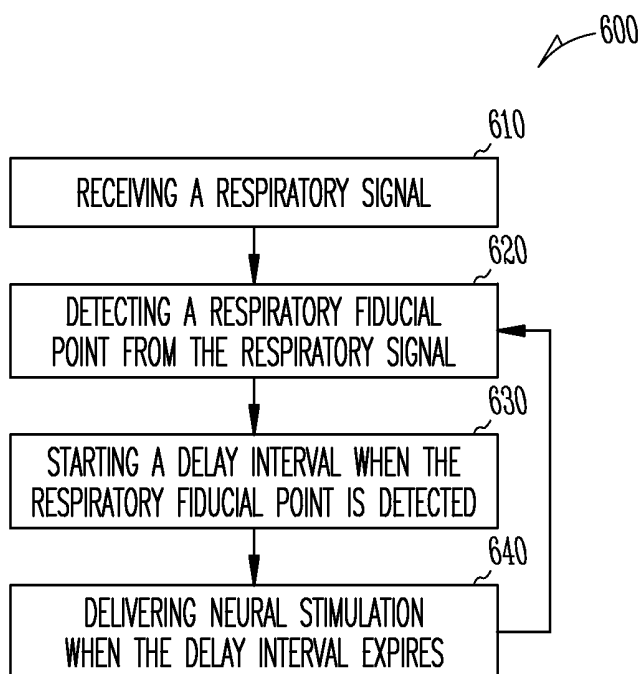 600
610
RECEIVING A RESPIRATORY SIGNAL
620
DETECTING A RESPIRATORY FIDUCIAL
POINT FROM THE RESPIRATORY SIGNAL
630
STARTING A DELAY INTERVAL WHEN THE
RESPIRATORY FIDUCIAL POINT IS DETECTED
640
DELIVERING NEURAL STIMULATION
WHEN THE DELAY INTERVAL EXPIRES